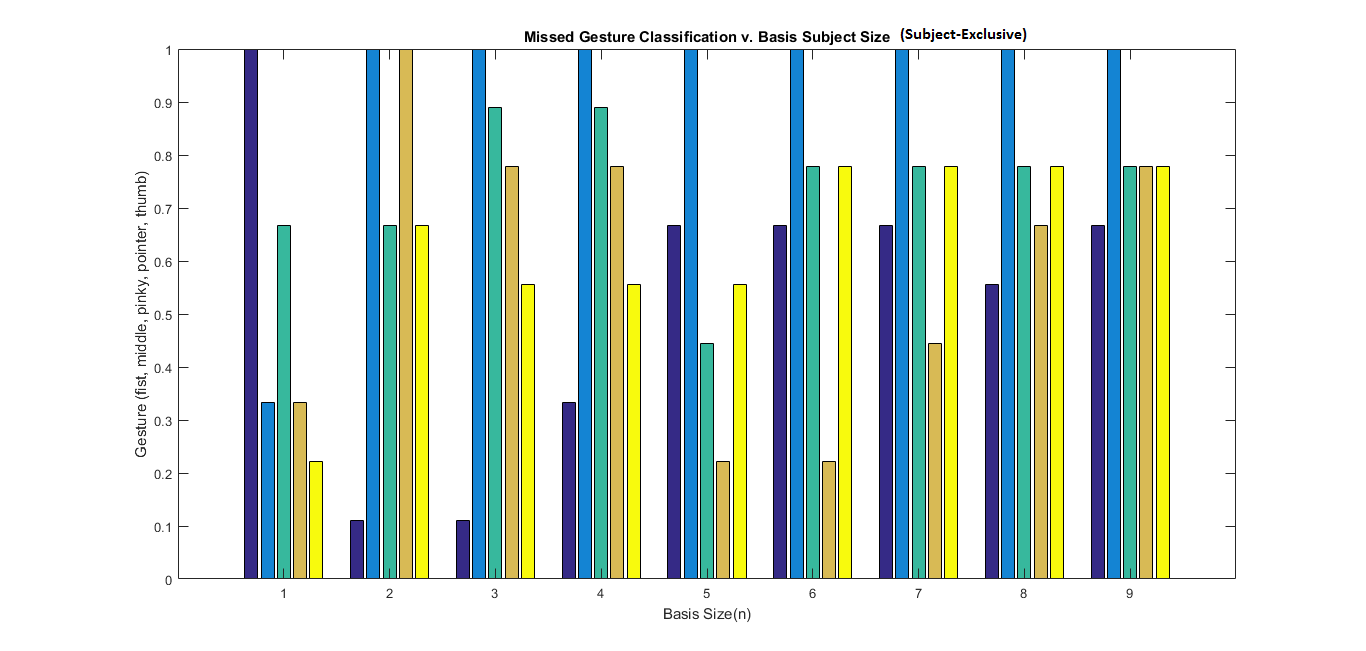 Missed Gesture Classification v. Basis Subject Size (Subject-Exclusive)
Gesture (fist, middle, pinky, pointer, thumb)
1
0.9
0.8
0.7
0.6
0.5
0.4
0.3
0.2
0.1
0
1 2 3 4 5 6 7 8 9
Basis Size(n)